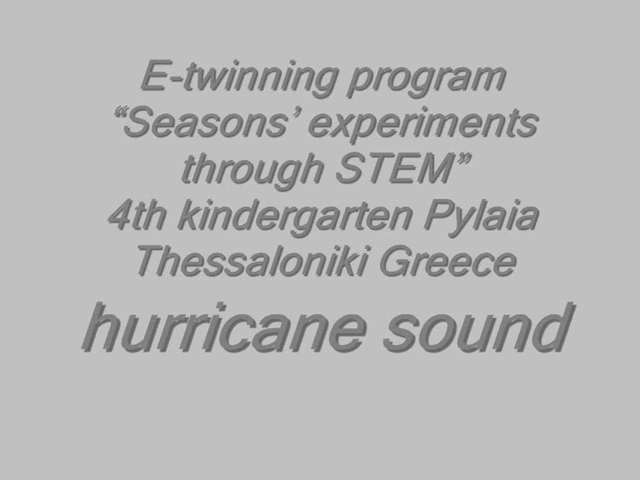 E-twinning program
“Seasons’ experiments
through STEM”
4th kindergarten Pylaia
Thessaloniki Greece
hurricane sound